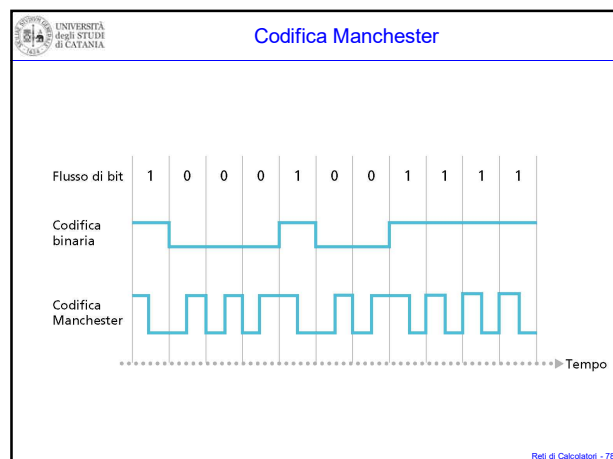 UNIVERSITÀ
degli STUDI
di CATANIA
Codifica Manchester
Flusso di bit 1 0 0 0 1 0 0 1 1 1 1
Codifica
binaria
Codifica
Manchester
Tempo
Reti di Calcolatori - 78